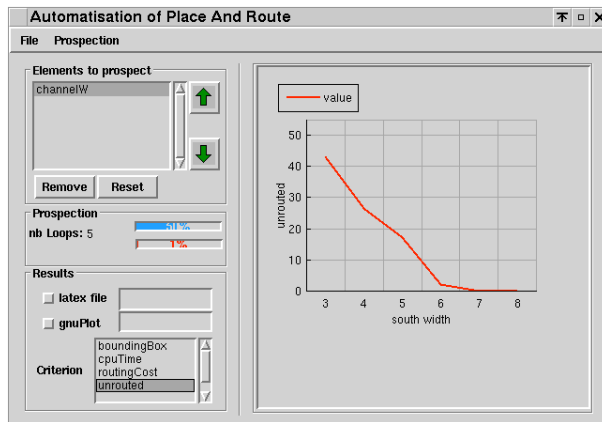 Automatisation of Place And Route
File Prospection
Elements to prospect
channelW
Remove Reset
Prospection
nb Loops: 5
50%
1%
Results
latex file
gnuPlot
Criterion
boundingBox
cpuTime
routingCost
unrouted
value
50
40
30
20
10
0
unrouted
3 4 5 6 7 8
south width